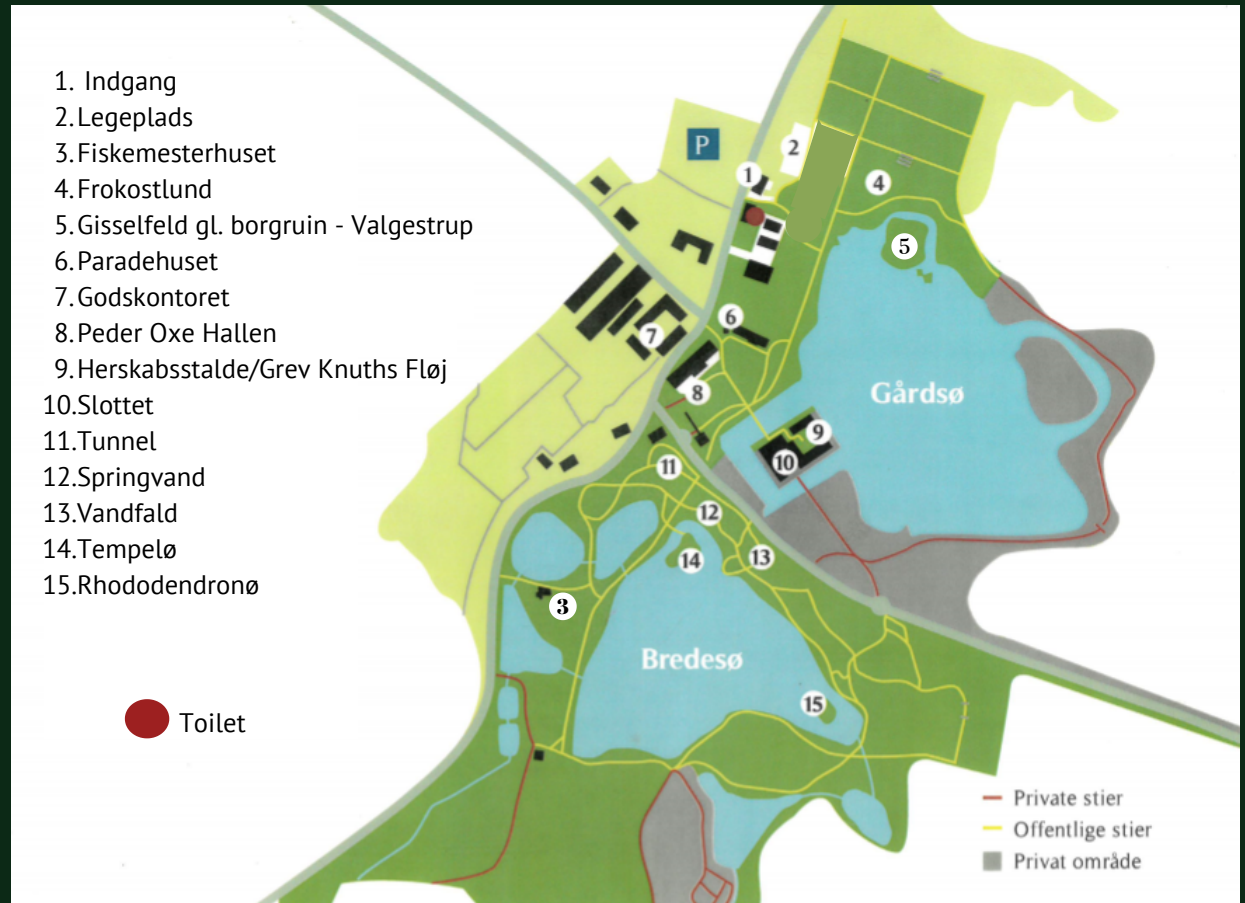 1. Indgang
2. Legeplads
3. Fiskemesterhuset
4. Frokostlund
5. Gisselfeld gl. borgruin - Valgestrup
6. Paradehuset
7. Godskontoret
8. Peder Oxe Hallen
9. Herskabsstalde/Grev Knuths Fløj
10. Slottet
11. Tunnel
12. Springvand
13. Vandfald
14. Tempelø
15. Rhododendronø
Toilet
P
2
1
4
5
6
7
Gårdsø
8
9
10
11
12
13
14
3
Bredesø
15
Private stier
Offentlige stier
Privat område